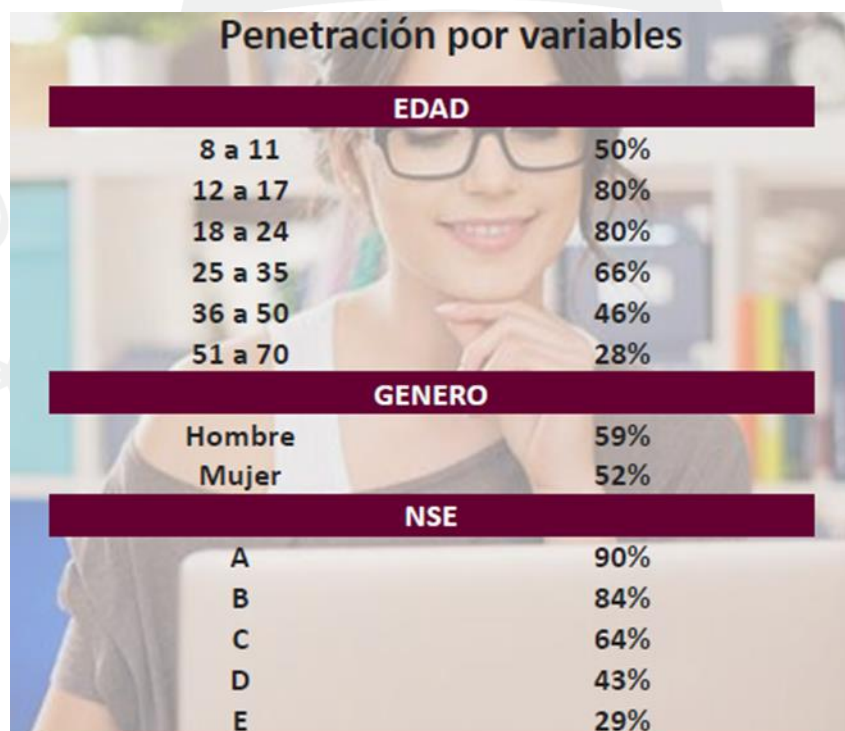 Penetración por variables
EDAD
8 a 11 50%
12 a 17 80%
18 a 24 80%
25 a 35 66%
36 a 50 46%
51 a 70 28%
GENERO
Hombre 59%
Mujer 52%
NSE
A 90%
B 84%
C 64%
D 43%
E 29%